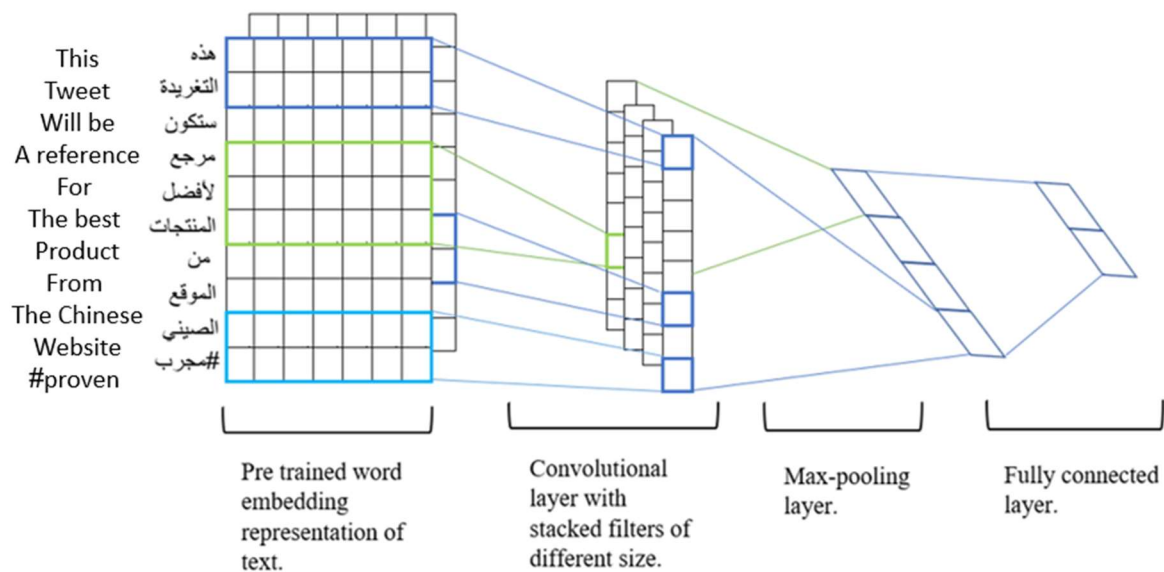 This
Tweet
Will be
A reference
For
The best
Product
From
The Chinese
Website
#proven
هذه
التغريدة
ستكون
مرجع
لأفضل
المنتجات
من
الموقع
الصيني
#مجرب
Pre trained word
embedding
representation of
text.
Convolutional
layer with
stacked filters of
different size.
Max-pooling
layer.
Fully connected
layer.